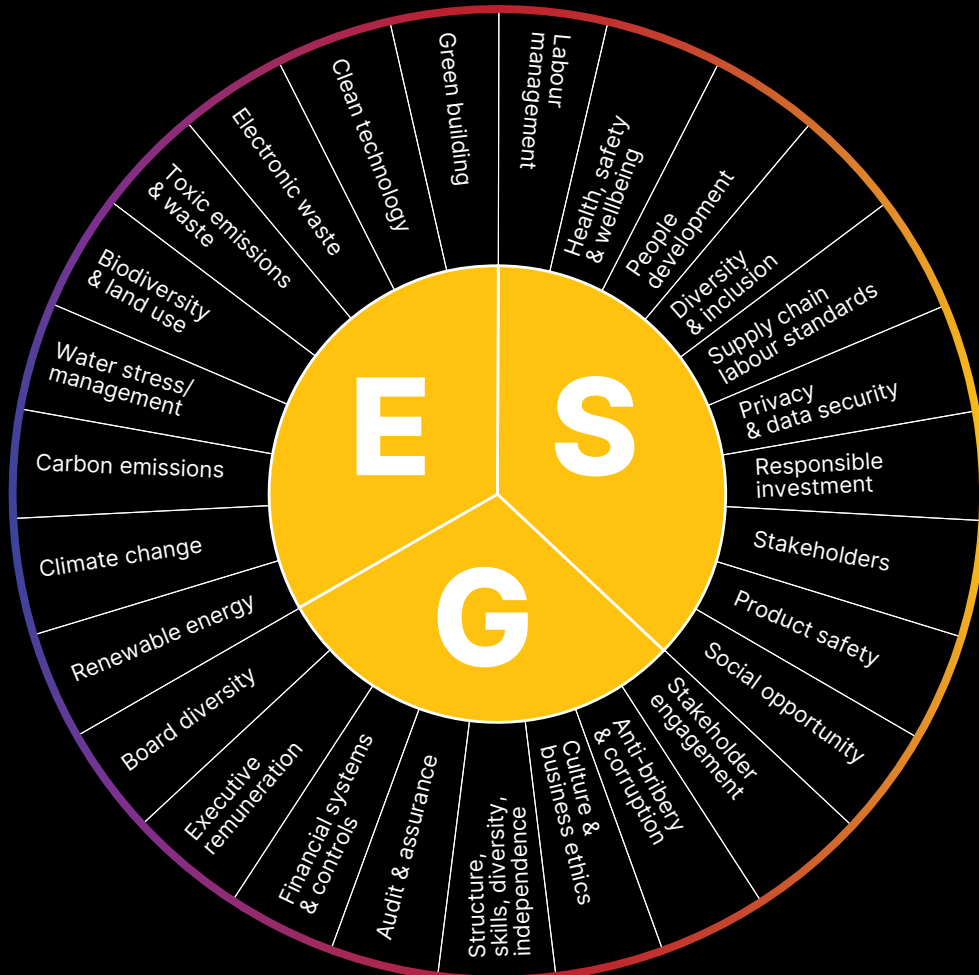 E
S
G
Labour
management
Health, safety
& wellbeing
People
development
Diversity
& inclusion
Supply chain
labour standards
Privacy
& data security
Responsible
investment
Stakeholders
Product safety
Social opportunity
Stakeholder
engagement
Anti-bribery
& corruption
Culture &
business ethics
Structure,
skills, diversity,
independence
Audit & assurance
Financial systems
& controls
Executive
remuneration
Board diversity
Renewable energy
Climate change
Carbon emissions
Water stress/
management
Biodiversity
& land use
Toxic emissions
& waste
Electronic waste
Clean technology
Green building